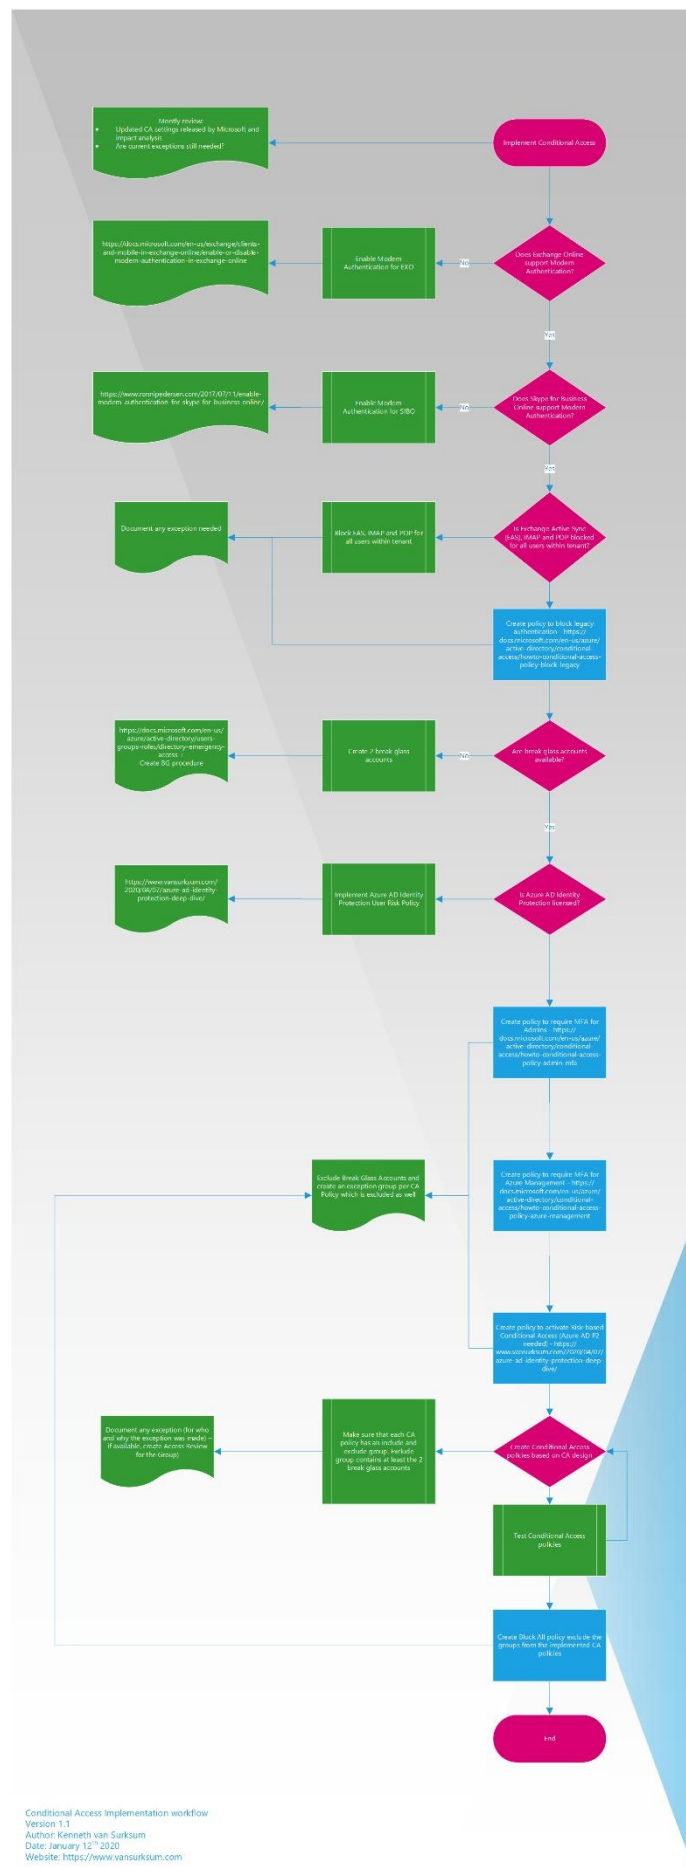 Montly review:
• Updated CA settings released by Microsoft and
impact analysis
• Are current exceptions still needed?
Implement Conditional Access
https://docs.microsoft.com/en-us/exchange/clients-
and-mobile-in-exchange-online/enable-or-disable-
modern-authentication-in-exchange-online
Enable Modern
Authentication for EXO
No
Does Exchange Online
support Modern
Authentication?
Yes
https://www.ronnipedersen.com/2017/07/11/enable-
modern-authentication-for-skype-for-business-online/
Enable Modern
Authentication for SfBO
No
Does Skype for Business
Online support Modern
Authentication?
Yes
Document any exception needed
Block EAS, IMAP and POP for
all users within tenant
Is Exchange Active Sync
(EAS), IMAP and POP blocked
for all users within tenant?
Create policy to block legacy
authentication - https://
docs.microsoft.com/en-us/azure/
active-directory/conditional-
access/howto-conditional-access-
policy-block-legacy
https://docs.microsoft.com/en-us/
azure/active-directory/users-
groups-roles/directory-emergency-
access +
Create BG procedure
Create 2 break glass
accounts
No
Are break glass accounts
available?
Yes
https://www.vansurksum.com/
2020/04/07/azure-ad-identity-
protection-deep-dive/
Implement Azure AD Identity
Protection User Risk Policy
Is Azure AD Identity
Protection licensed?
Create policy to require MFA for
Admins - https://
docs.microsoft.com/en-us/azure/
active-directory/conditional-
access/howto-conditional-access-
policy-admin-mfa
Exclude Break Glass Accounts and
create an exception group per CA
Policy which is excluded as well
Create policy to require MFA for
Azure Management - https://
docs.microsoft.com/en-us/azure/
active-directory/conditional-
access/howto-conditional-access-
policy-azure-management
Create policy to activate Risk-based
Conditional Access (Azure AD P2
needed) - https://
www.vansurksum.com/2020/04/07/
azure-ad-identity-protection-deep-
dive/
Document any exception (for who
and why the exception was made) –
if available, create Access Review
for the Group)
Make sure that each CA
policy has an include and
exclude group. Exclude
group contains at least the 2
break glass accounts
Create Conditional Access
policies based on CA design
Test Conditional Access
policies
Create Block All policy exclude the
groups from the implemented CA
policies
End
Conditional Access Implementation workflow
Version 1.1
Author: Kenneth van Surksum
Date: January 12th 2020
Website: https://www.vansurksum.com